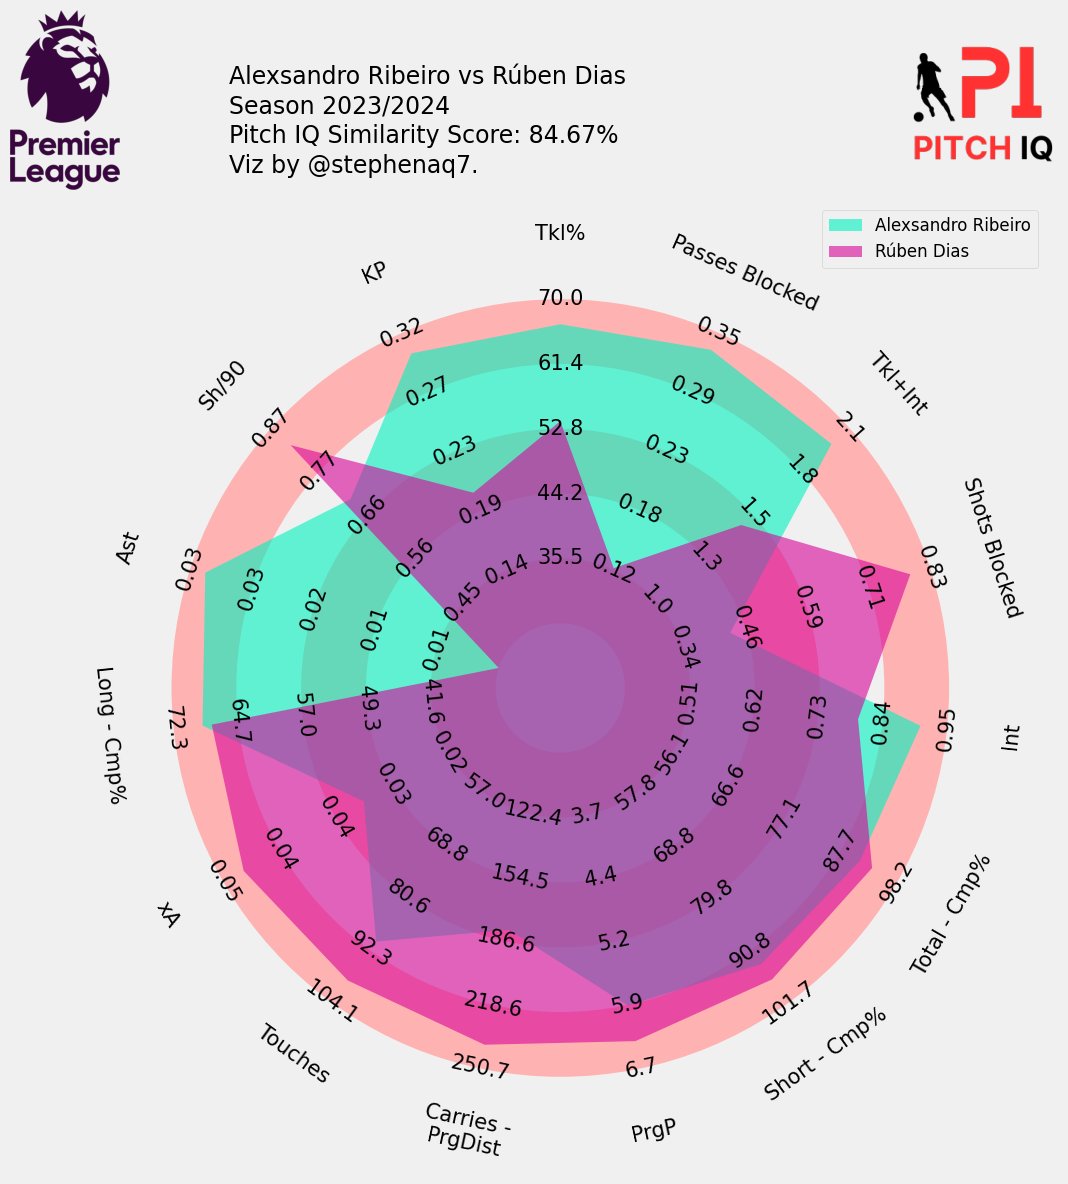 Premier
League
Alexsandro Ribeiro vs Rúben Dias
Season 2023/2024
Pitch IQ Similarity Score: 84.67%
Viz by @stephenaq7.
PI
PITCH IQ
Alexsandro Ribeiro
Rúben Dias
Tkl%
35.5
44.2
52.8
61.4
70.0
Passes Blocked
0.12
0.18
0.23
0.29
0.35
Tkl+Int
1.0
1.3
1.5
1.8
2.1
Shots Blocked
0.34
0.46
0.59
0.71
0.83
Int
0.51
0.62
0.73
0.84
0.95
Total - Cmp%
56.1
66.6
77.1
87.7
98.2
Short - Cmp%
57.8
68.8
79.8
90.8
101.7
PrgP
3.7
4.4
5.2
5.9
6.7
Carries -
PrgDist
122.4
154.5
186.6
218.6
250.7
Touches
57.0
68.8
80.6
92.3
104.1
xA
0.02
0.03
0.04
0.04
0.05
Long - Cmp%
41.6
49.3
57.0
64.7
72.3
Ast
0.01
0.01
0.02
0.03
0.03
Sh/90
0.45
0.56
0.66
0.77
0.87
KP
0.14
0.19
0.23
0.27
0.32